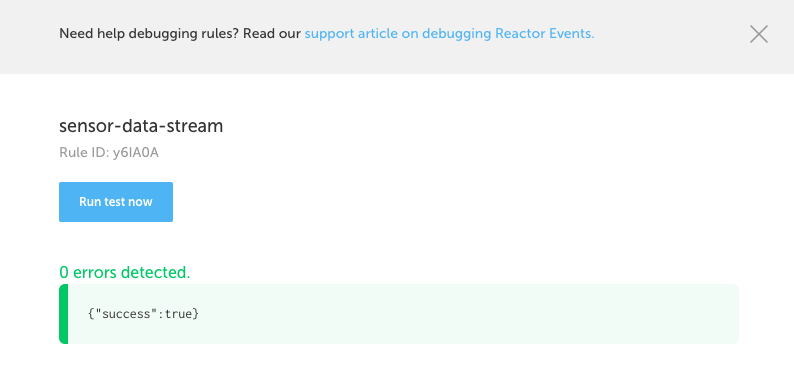 Need help debugging rules? Read our support article on debugging Reactor Events.
sensor-data-stream
Rule ID: y6IA0A
Run test now
0 errors detected.
{"success":true}